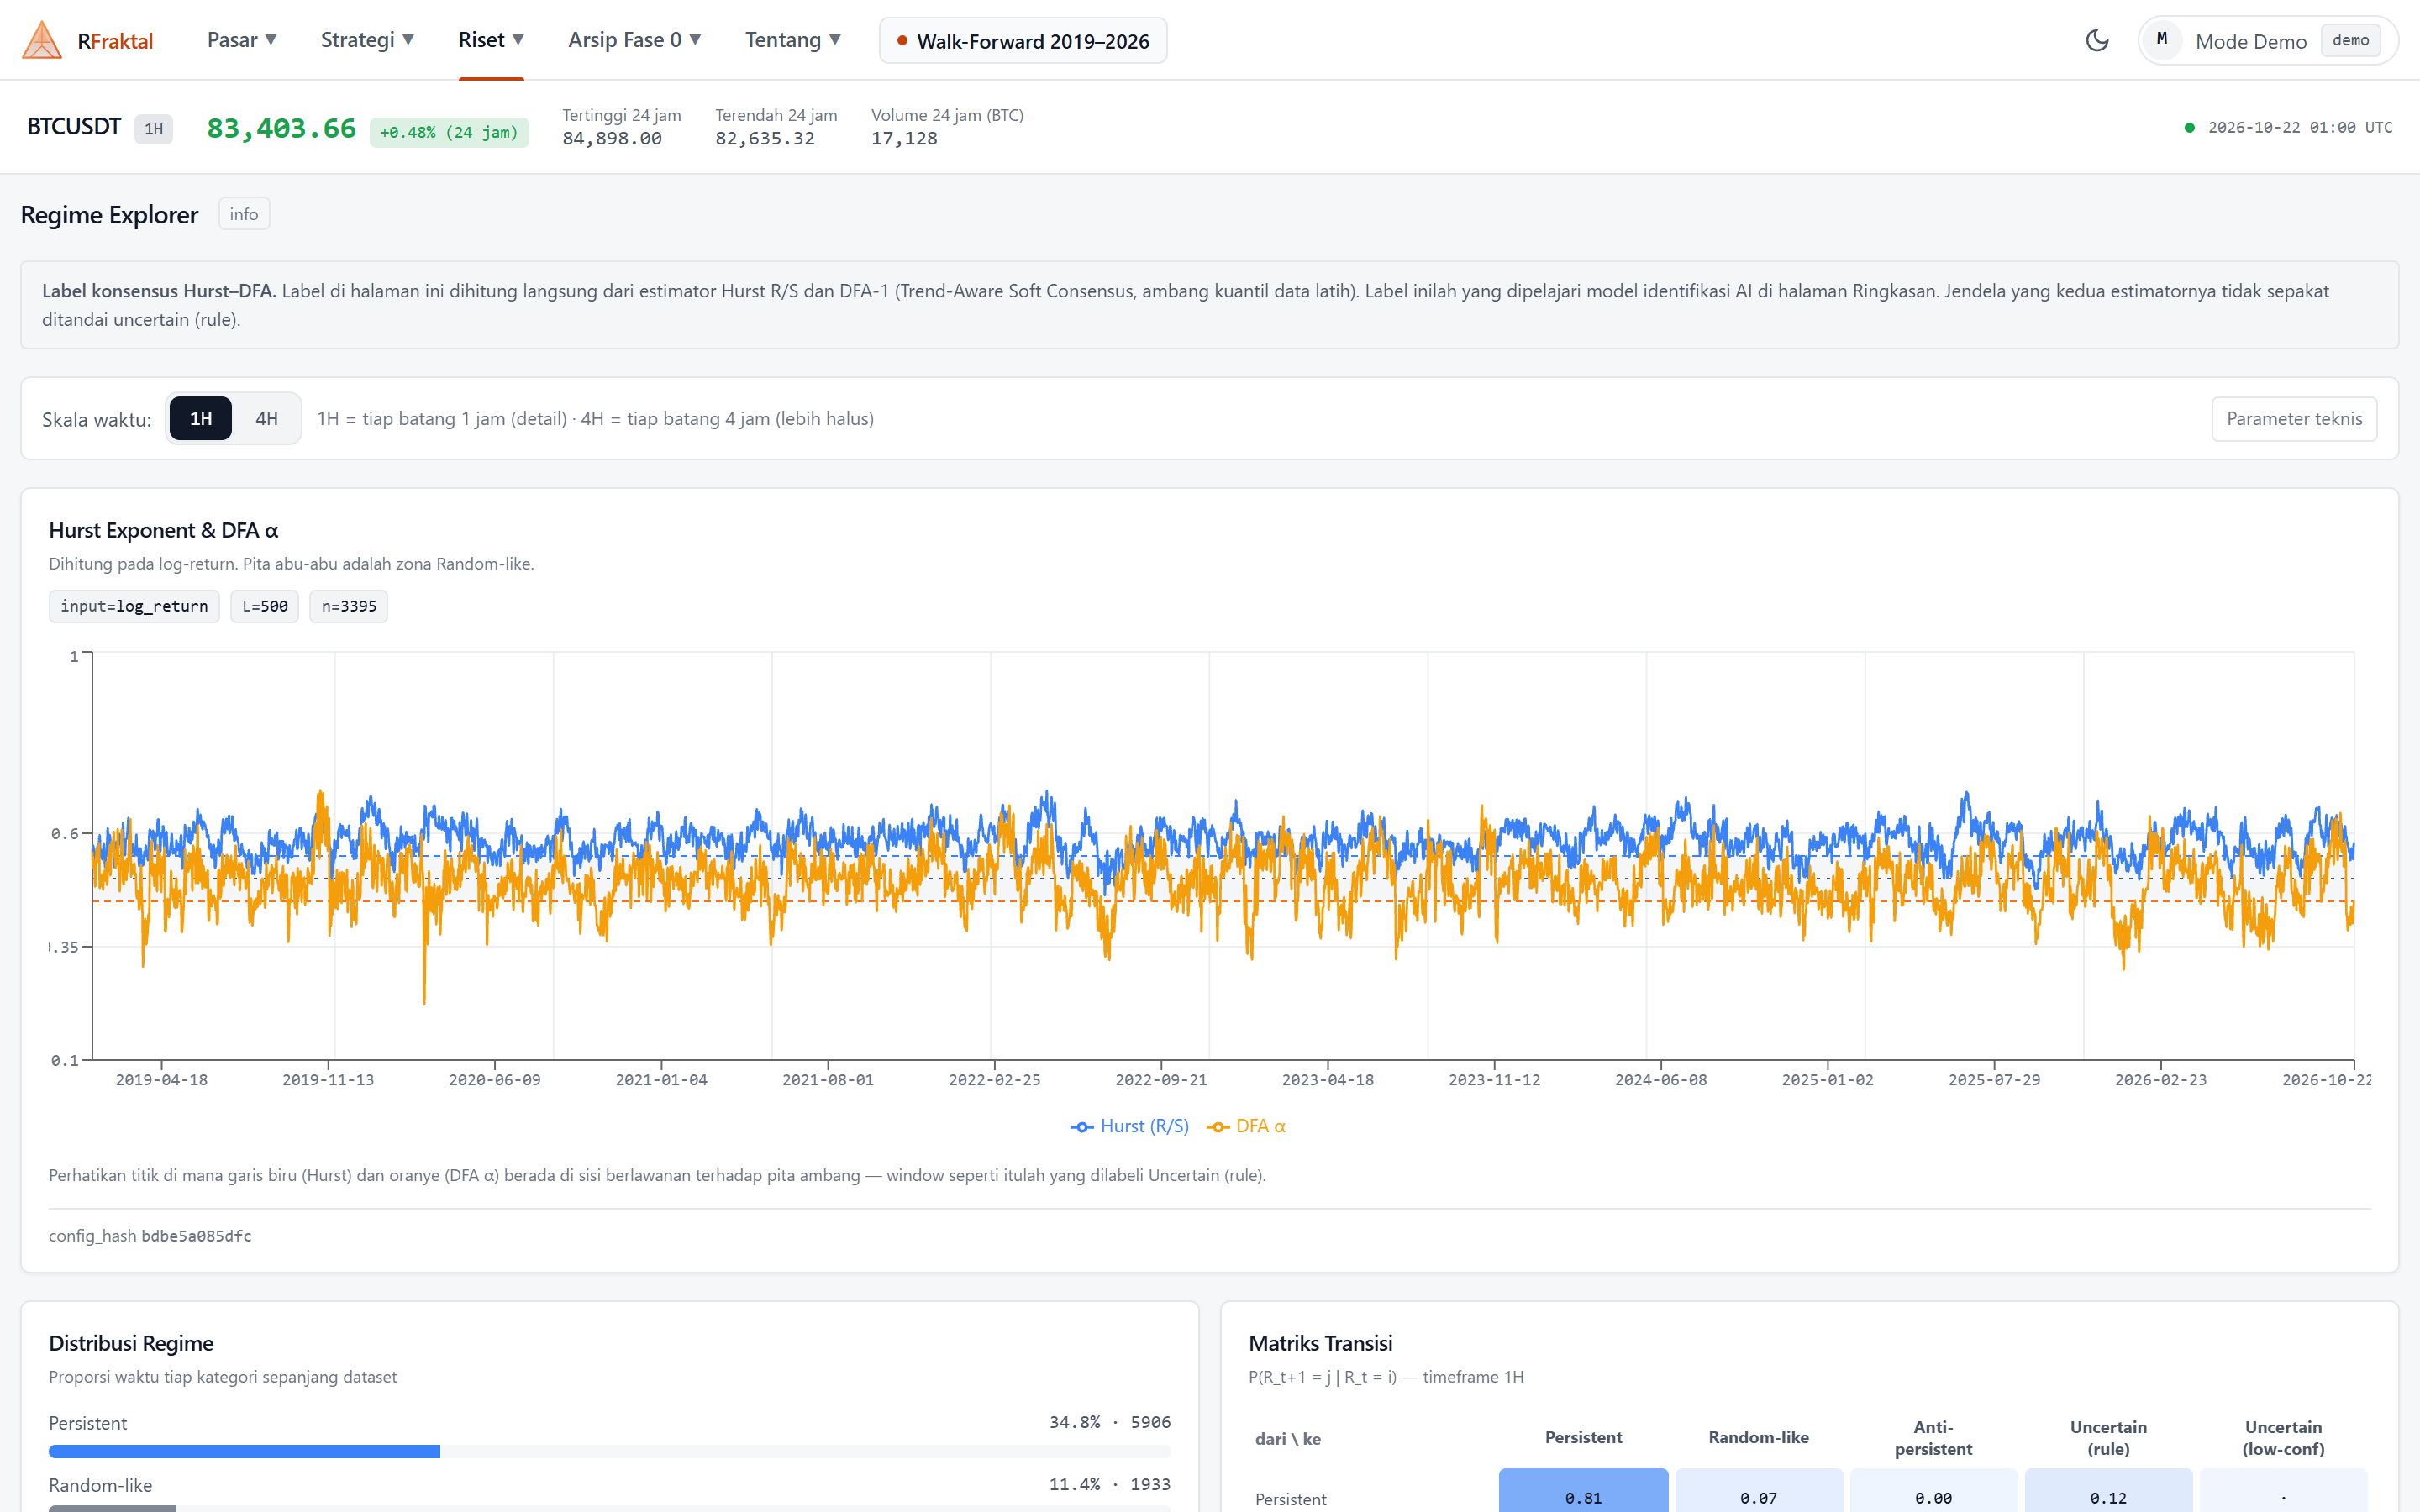 RFraktal
Pasar ▼ Strategi ▼ Riset ▼ Arsip Fase 0 ▼ Tentang ▼
Walk-Forward 2019–2026
M Mode Demo demo
BTCUSDT 1H 83,403.66 +0.48% (24 jam)
Tertinggi 24 jam
84,898.00
Terendah 24 jam
82,635.32
Volume 24 jam (BTC)
17,128
2026-10-22 01:00 UTC
Regime Explorer info
Label konsensus Hurst–DFA. Label di halaman ini dihitung langsung dari estimator Hurst R/S dan DFA-1 (Trend-Aware Soft Consensus, ambang kuantil data latih). Label inilah yang dipelajari model identifikasi AI di halaman Ringkasan. Jendela yang kedua estimatornya tidak sepakat
ditandai uncertain (rule).
Skala waktu: 1H 4H 1H = tiap batang 1 jam (detail) · 4H = tiap batang 4 jam (lebih halus) Parameter teknis
Hurst Exponent & DFA α
Dihitung pada log-return. Pita abu-abu adalah zona Random-like.
input=log_return L=500 n=3395
1
0.6
.35
0.1
2019-04-18 2019-11-13 2020-06-09 2021-01-04 2021-08-01 2022-02-25 2022-09-21 2023-04-18 2023-11-12 2024-06-08 2025-01-02 2025-07-29 2026-02-23 2026-10-22
Hurst (R/S) DFA α
Perhatikan titik di mana garis biru (Hurst) dan oranye (DFA α) berada di sisi berlawanan terhadap pita ambang — window seperti itulah yang dilabeli Uncertain (rule).
config_hash bdbe5a085dfc
Distribusi Regime
Proporsi waktu tiap kategori sepanjang dataset
Persistent 34.8% · 5906
Random-like 11.4% · 1933
Matriks Transisi
P(R_t+1 = j | R_t = i) — timeframe 1H
dari \ ke Persistent Random-like Anti-persistent Uncertain (rule) Uncertain (low-conf)
Persistent 0.81 0.07 0.00 0.12 ·